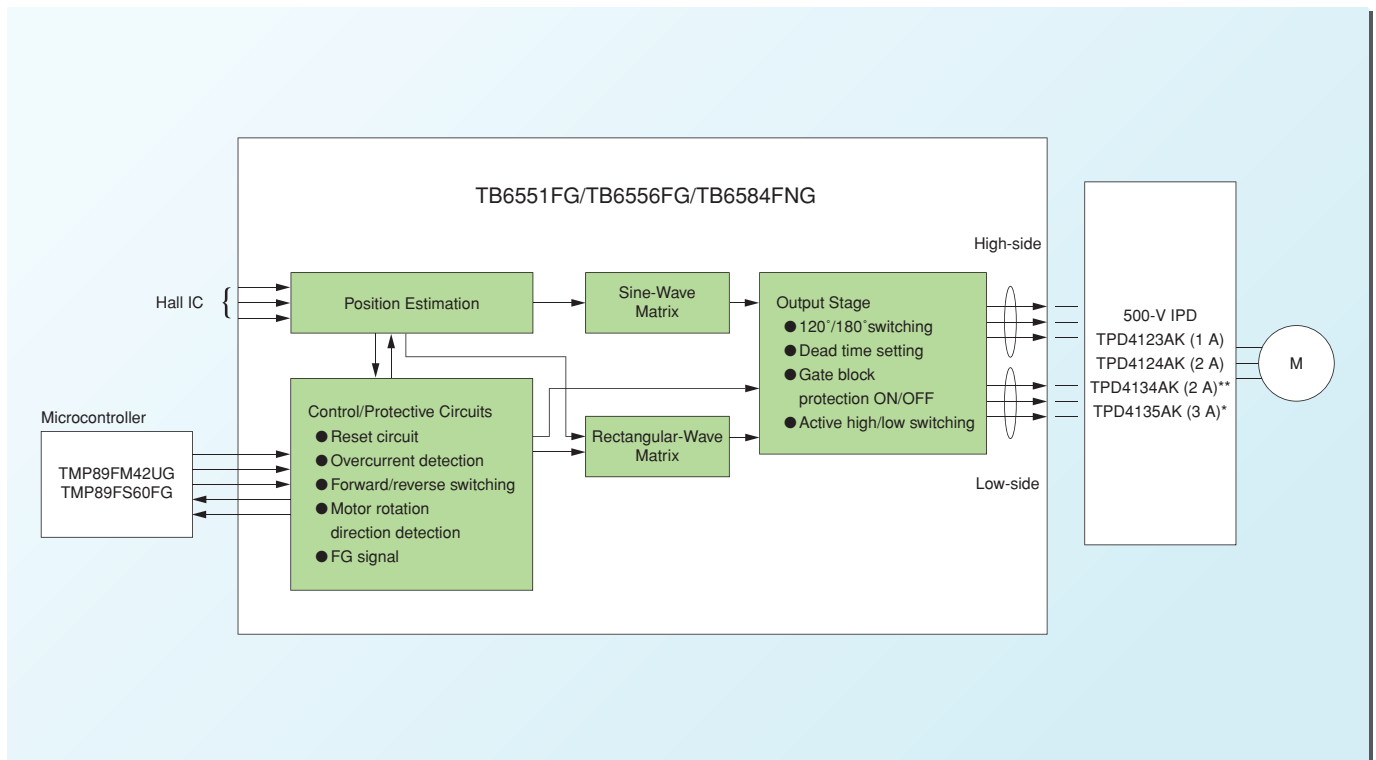 TB6551FG/TB6556FG/TB6584FNG
High-side
Hall IC
{
Position Estimation
Sine-Wave
Matrix
Output Stage
●120˚/180˚switching
●Dead time setting
●Gate block
protection ON/OFF
●Active high/low switching
500-V IPD
TPD4123AK (1 A)
TPD4124AK (2 A)
TPD4134AK (2 A)**
TPD4135AK (3 A)*
M
Microcontroller
TMP89FM42UG
TMP89FS60FG
Control/Protective Circuits
●Reset circuit
●Overcurrent detection
●Forward/reverse switching
●Motor rotation
direction detection
●FG signal
Rectangular-Wave
Matrix
Low-side